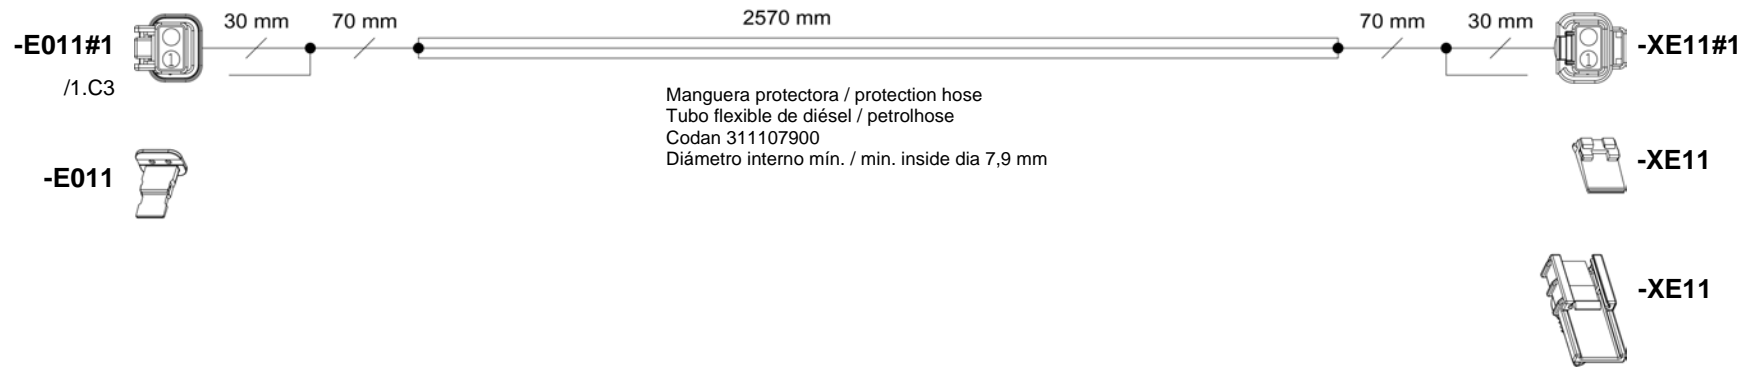 30 mm 70 mm 2570 mm 70 mm 30 mm
-E011#1 -XE11#1
/1.C3
1 1
Manguera protectora / protection hose
Tubo flexible de diésel / petrolhose
Codan 311107900
Diámetro interno mín. / min. inside dia 7,9 mm
-E011 -XE11
-XE11